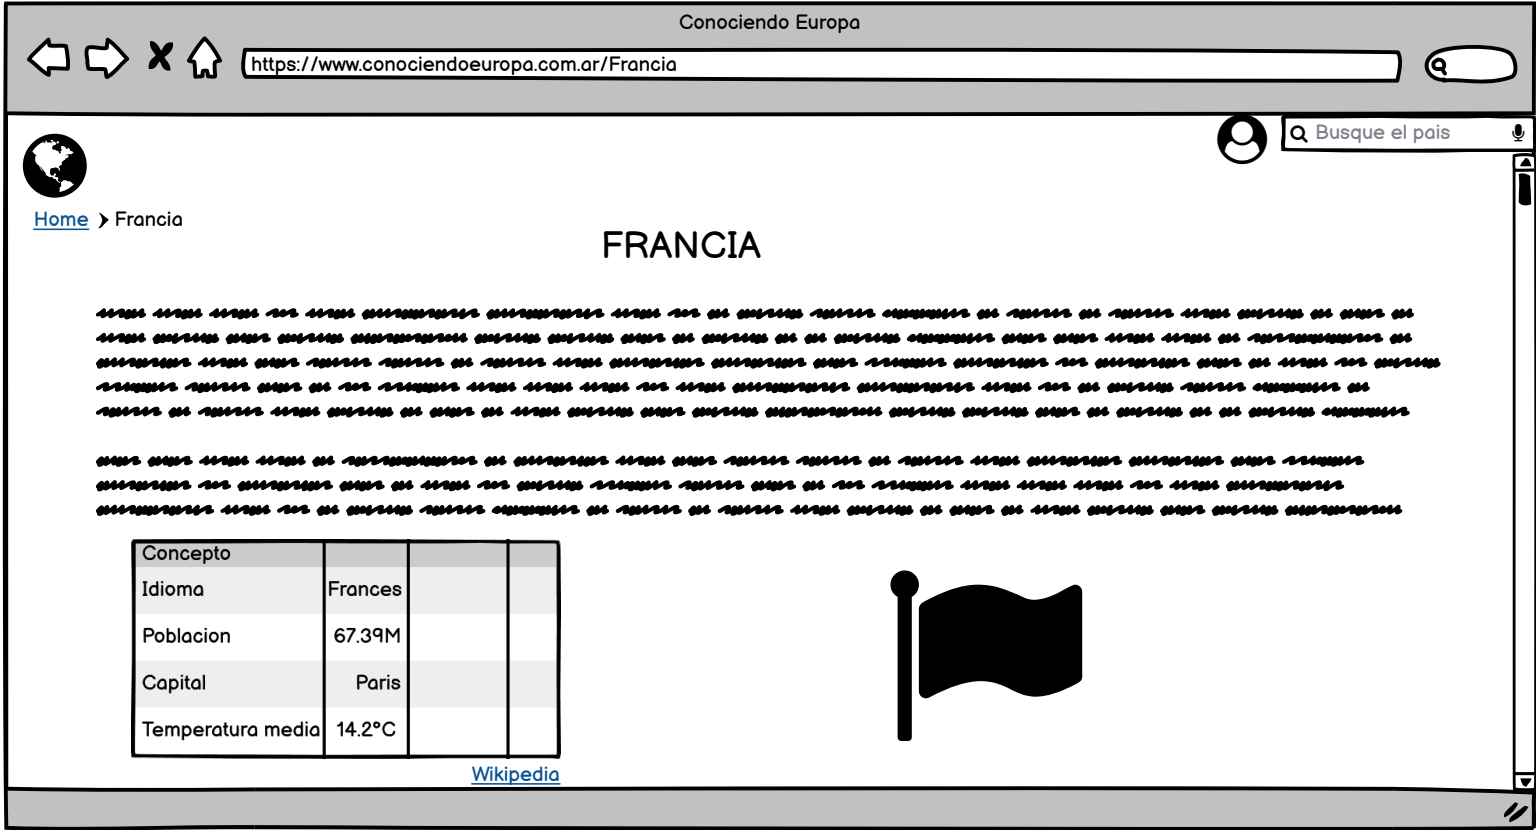 Conociendo Europa
https://www.conociendoeuropa.com.ar/Francia
Busque el pais
Home Francia
FRANCIA
Concepto
Idioma Frances
Poblacion 67.39M
Capital Paris
Temperatura media 14.2°C
Wikipedia